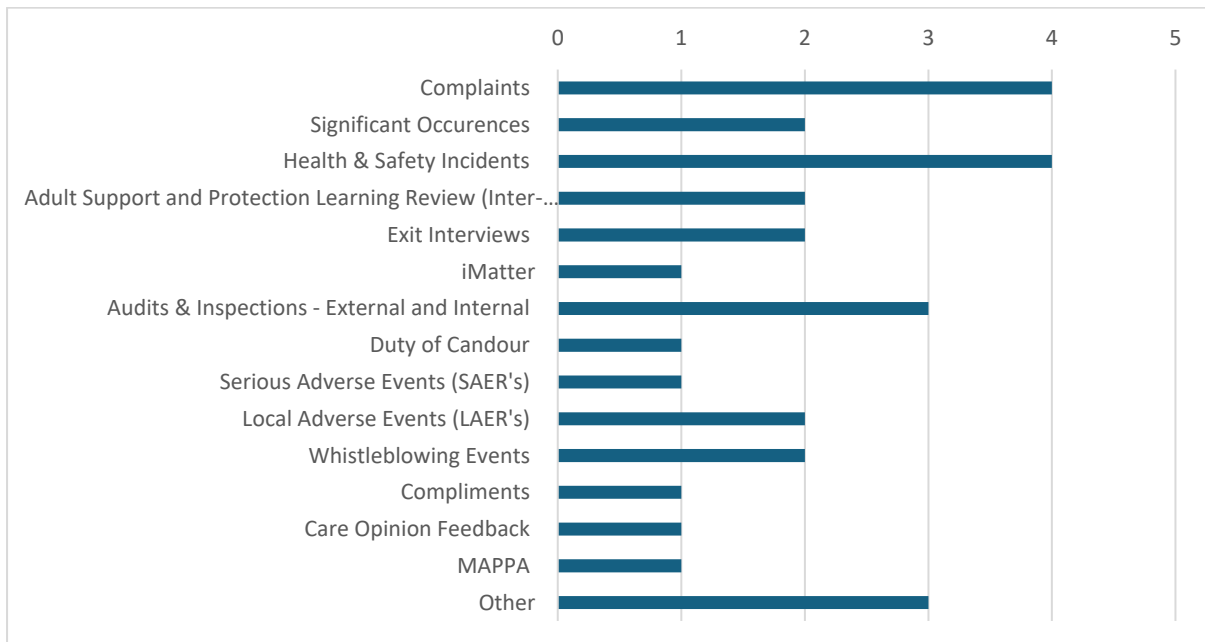 0 1 2 3 4 5
Complaints
Significant Occurences
Health & Safety Incidents
Adult Support and Protection Learning Review (Inter-...
Exit Interviews
iMatter
Audits & Inspections - External and Internal
Duty of Candour
Serious Adverse Events (SAER's)
Local Adverse Events (LAER's)
Whistleblowing Events
Compliments
Care Opinion Feedback
MAPPA
Other